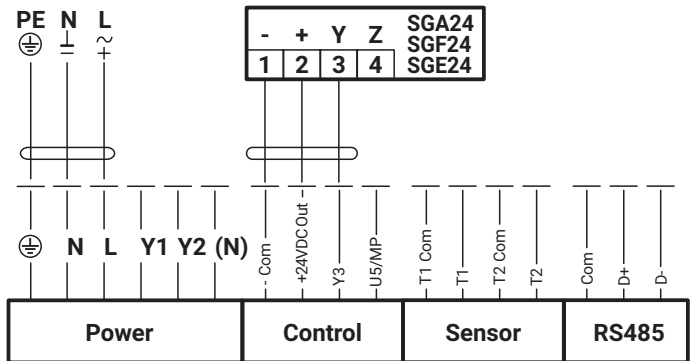 PE N L
- + Y Z
1 2 3 4
SGA24
SGF24
SGE24
N L Y1 Y2 (N)
- Com
+24VDC Out -
Y3
U5/MP
T1 Com
T1
T2 Com
T2
Com
D+
D-
Power
Control
Sensor
RS485